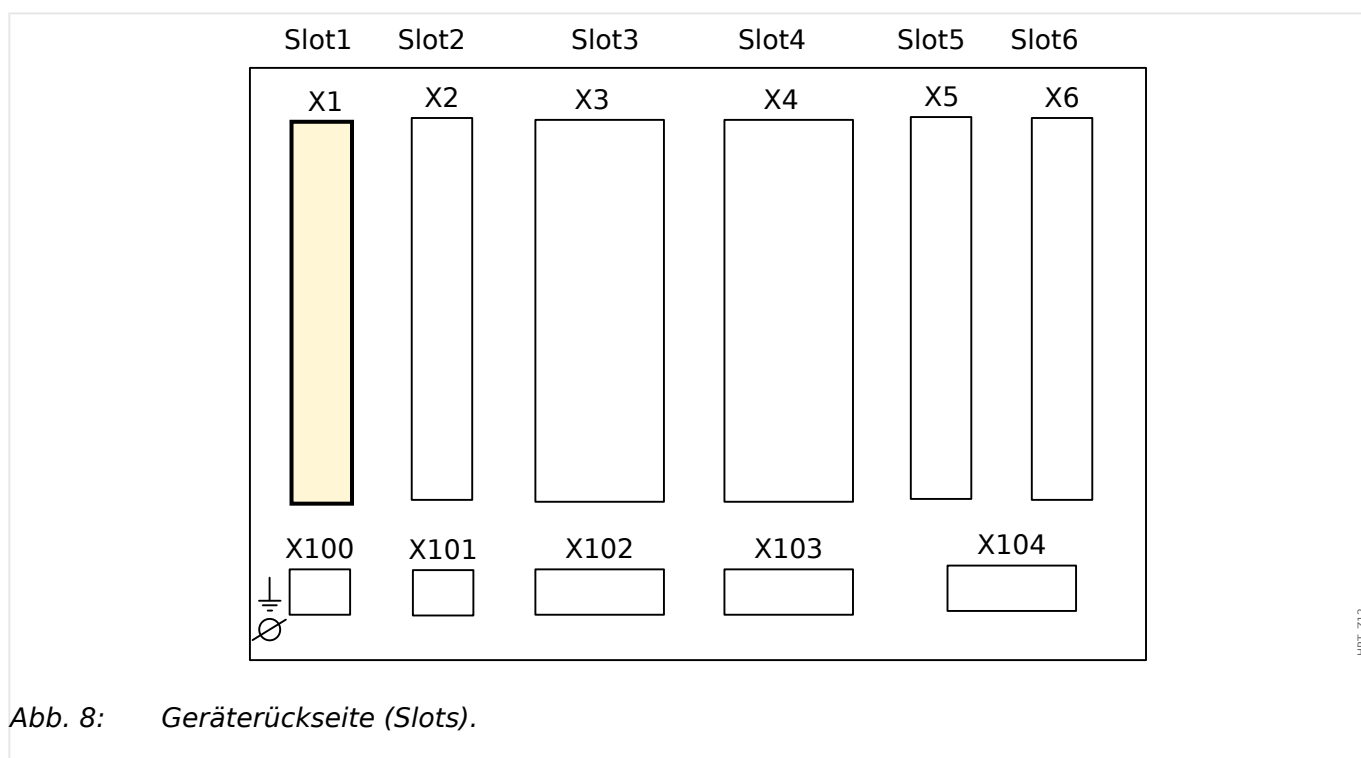 Slot1 Slot2 Slot3 Slot4 Slot5 Slot6
X1 X2 X3 X4 X5 X6
X100 X101 X102 X103 X104
Abb. 8: Geräterückseite (Slots).